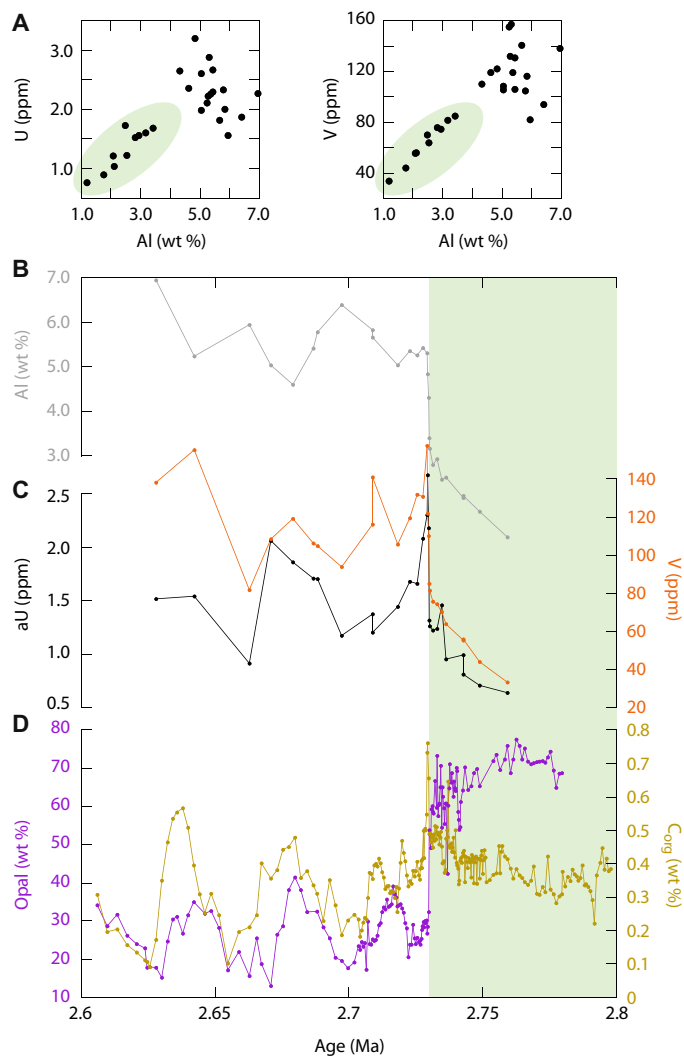 A
U (ppm)
3.0
2.0
1.0
1.0 3.0 5.0 7.0
Al (wt %)
V (ppm)
160
120
80
40
1.0 3.0 5.0 7.0
Al (wt %)
B
Al (wt %)
7.0
6.0
5.0
4.0
3.0
C
aU (ppm)
2.5
2.0
1.5
1.0
0.5
V (ppm)
140
120
100
80
60
40
20
D
Opal (wt %)
80
70
60
50
40
30
20
10
Corg (wt %)
0.8
0.7
0.6
0.5
0.4
0.3
0.2
0.1
0
2.6 2.65 2.7 2.75 2.8
Age (Ma)